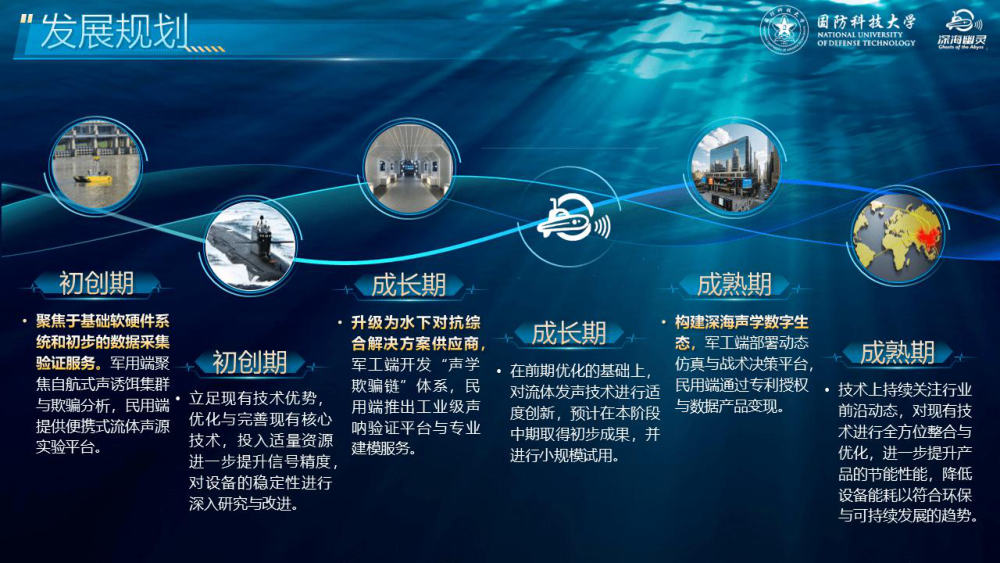 发展规划
国防科技大学
NATIONAL UNIVERSITY
OF DEFENSE TECHNOLOGY
深海幽灵
Ghosts of the Abyss
初创期
• 聚焦于基础软硬件系
统和初步的数据采集
验证服务。军用端聚
焦自航式声诱饵集群
与欺骗分析，民用端
提供便携式流体声源
实验平台。
初创期
• 立足现有技术优势，
优化与完善现有核心
技术，投入适量资源
进一步提升信号精度，
对设备的稳定性进行
深入研究与改进。
成长期
• 升级为水下对抗综
合解决方案供应商，
军工端开发“声学
欺骗链”体系，民
用端推出工业级声
呐验证平台与专业
建模服务。
成长期
• 在前期优化的基础上，
对流体发声技术进行适
度创新，预计在本阶段
中期取得初步成果，并
进行小规模试用。
成熟期
• 构建深海声学数字生
态，军工端部署动态
仿真与战术决策平台，
民用端通过专利授权
与数据产品变现。
成熟期
• 技术上持续关注行业
前沿动态，对现有技
术进行全方位整合与
优化，进一步提升产
品的节能性能，降低
设备能耗以符合环保
与可持续发展的趋势。